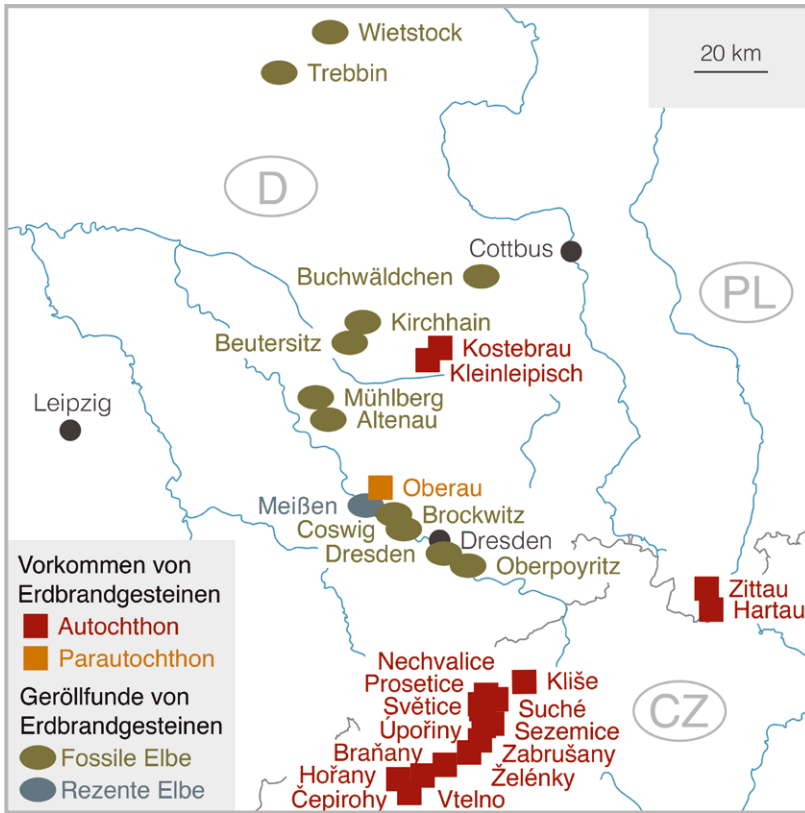 Wietstock
Trebbin
20 km
D
Cottbus
PL
Buchwäldchen
Kirchhain
Beutersitz
Kostebrau
Kleinleipisch
Leipzig
Mühlberg
Altenau
Oberau
Meißen
Brockwitz
Coswig
Dresden
Dresden
Oberpoyritz
Zittau
Hartau
Vorkommen von
Erdbrandgesteinen
Autochthon
Parautochthon
Geröllfunde von
Erdbrandgesteinen
Fossile Elbe
Rezente Elbe
Nechvalice
Prosetice
Kliše
Světice
Suché
CZ
Úpořiny
Sezemice
Braňany
Zabrušany
Hořany
Želénky
Čepirohy
Vtelno